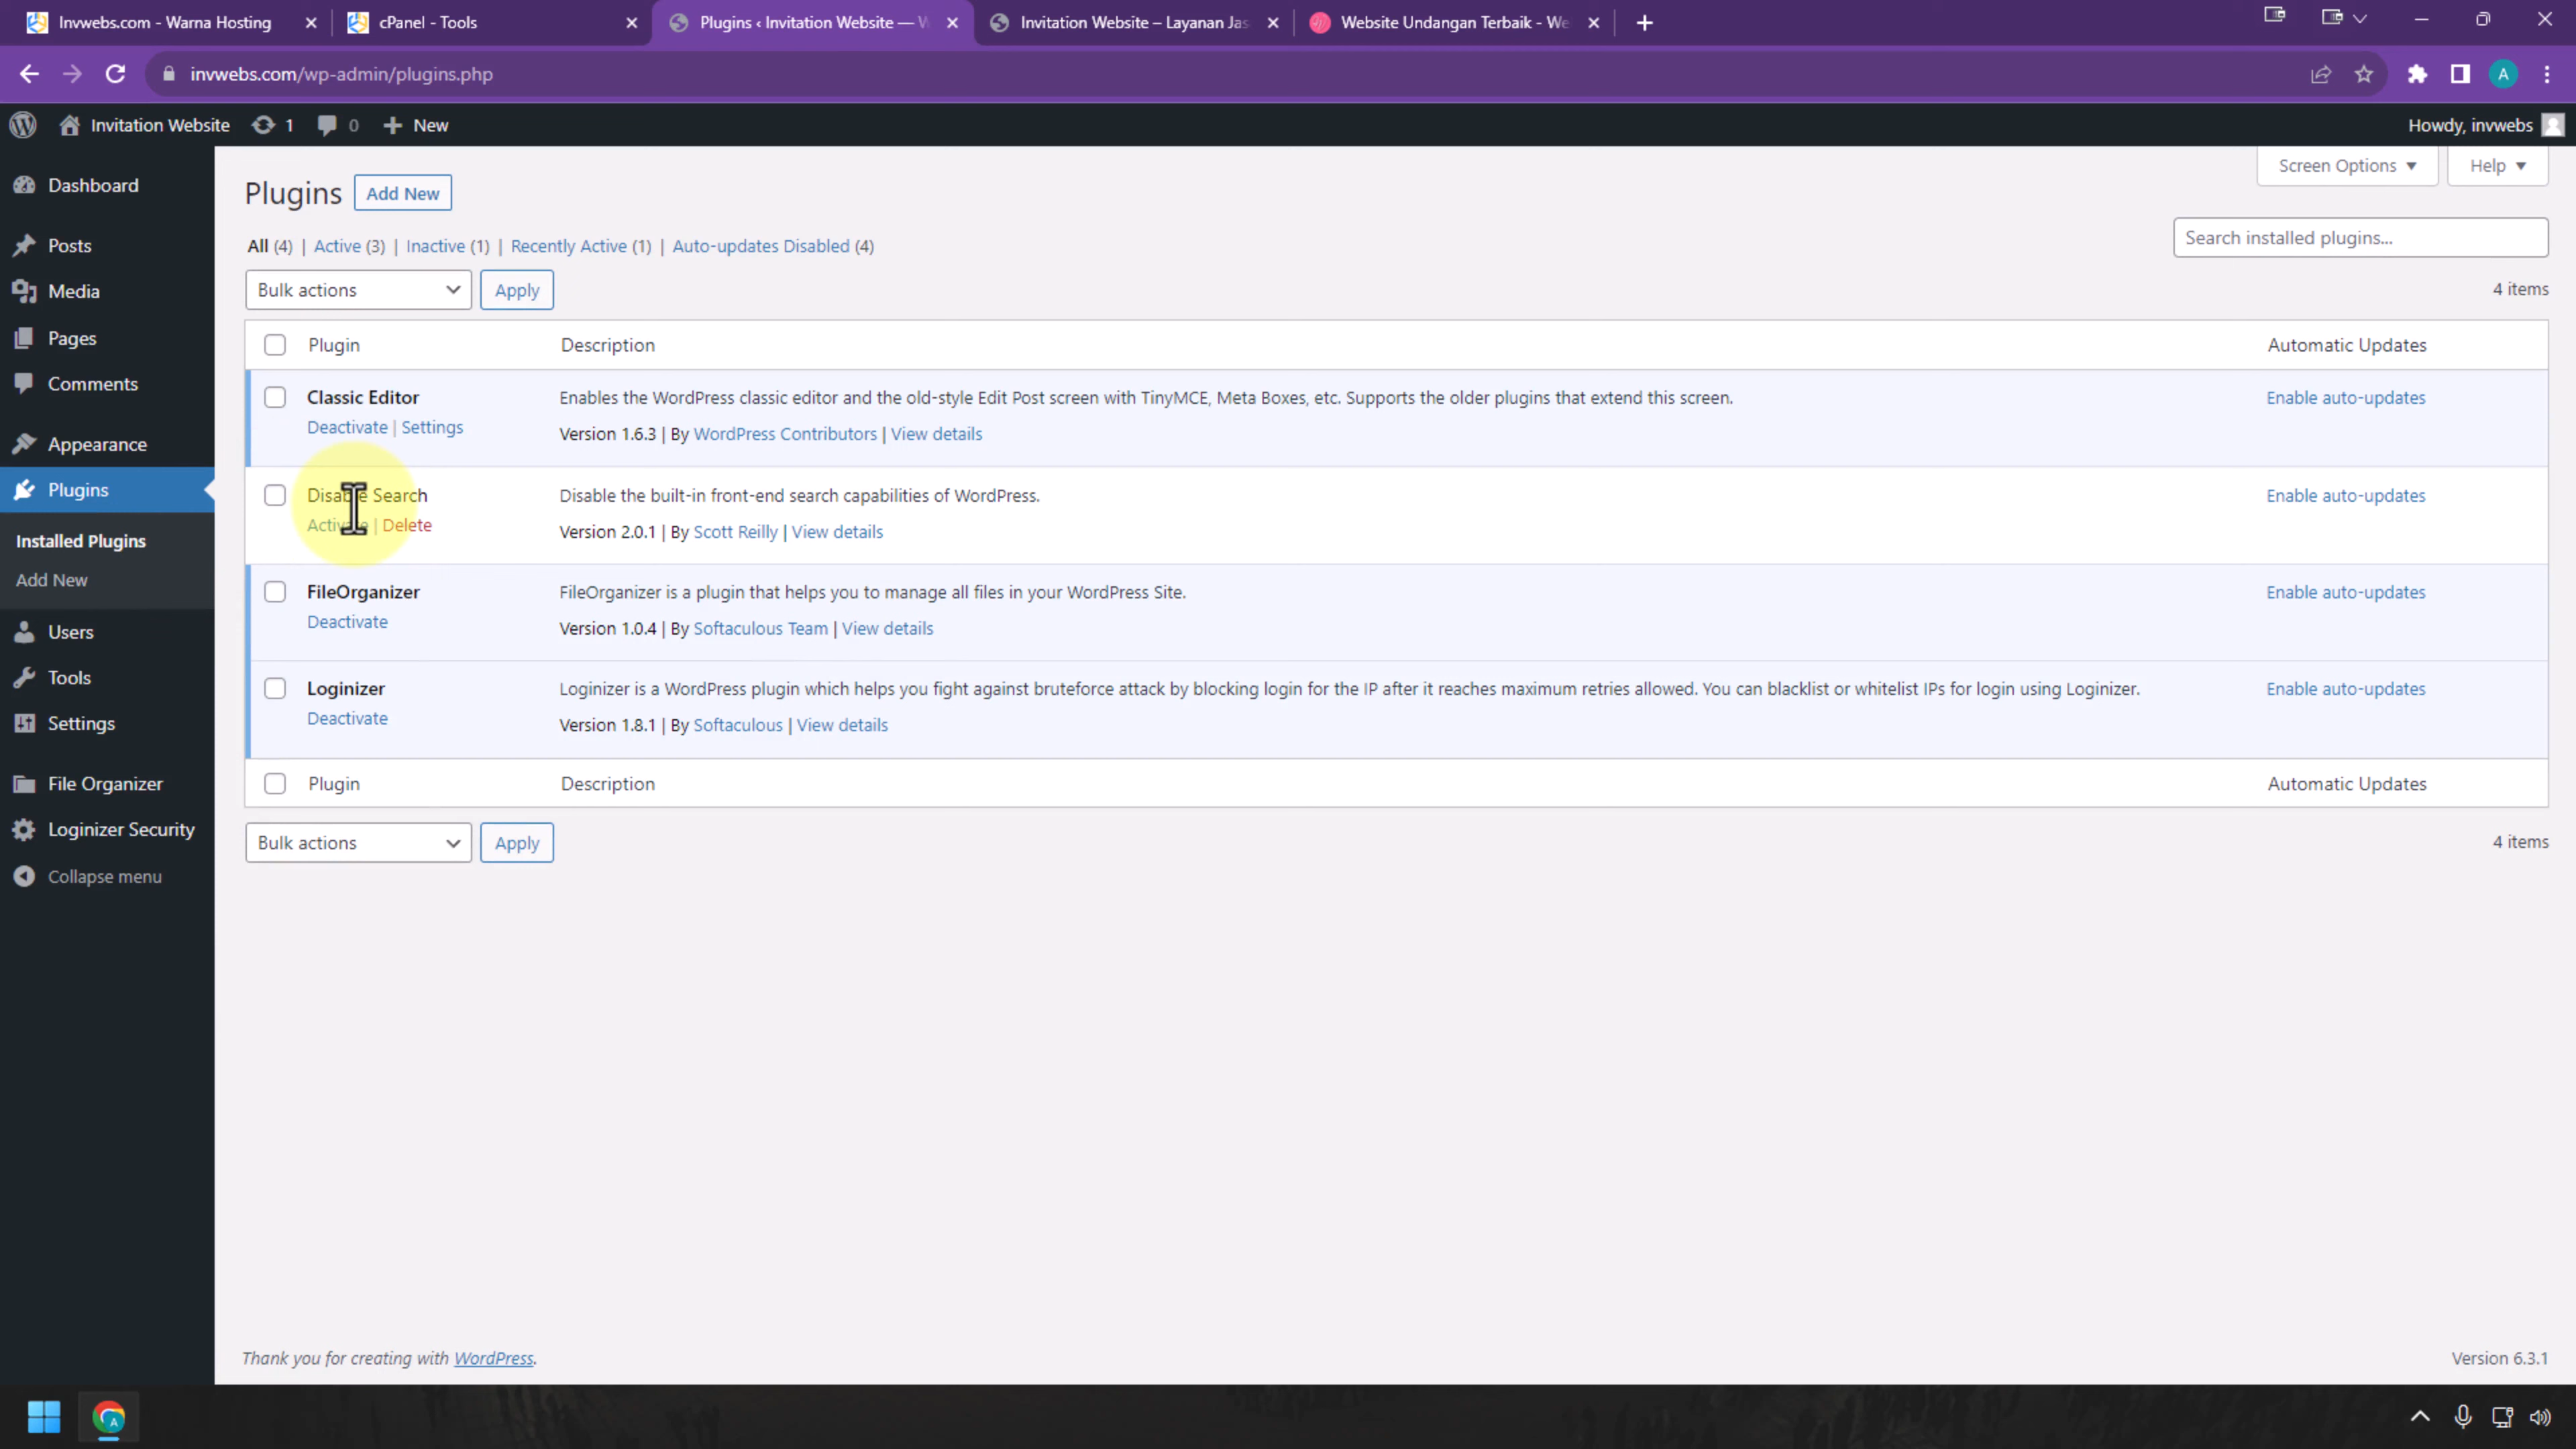 Invwebs.com - Warna Hosting
cPanel - Tools
Plugins ‹ Invitation Website — W
Invitation Website – Layanan Jas
Website Undangan Terbaik - We
invwebs.com/wp-admin/plugins.php
A
Invitation Website 1 0 New
Howdy, invwebs
Dashboard
Posts
Media
Pages
Comments
Appearance
Plugins
Installed Plugins
Add New
Users
Tools
Settings
File Organizer
Loginizer Security
Collapse menu
Screen Options
Help
Plugins Add New
All (4) | Active (3) | Inactive (1) | Recently Active (1) | Auto-updates Disabled (4)
Search installed plugins...
Bulk actions Apply
4 items
Plugin Description Automatic Updates
Classic Editor
Deactivate | Settings
Enables the WordPress classic editor and the old-style Edit Post screen with TinyMCE, Meta Boxes, etc. Supports the older plugins that extend this screen.
Version 1.6.3 | By WordPress Contributors | View details
Enable auto-updates
Disable Search
Activate | Delete
Disable the built-in front-end search capabilities of WordPress.
Version 2.0.1 | By Scott Reilly | View details
Enable auto-updates
FileOrganizer
Deactivate
FileOrganizer is a plugin that helps you to manage all files in your WordPress Site.
Version 1.0.4 | By Softaculous Team | View details
Enable auto-updates
Loginizer
Deactivate
Loginizer is a WordPress plugin which helps you fight against bruteforce attack by blocking login for the IP after it reaches maximum retries allowed. You can blacklist or whitelist IPs for login using Loginizer.
Version 1.8.1 | By Softaculous | View details
Enable auto-updates
Plugin Description Automatic Updates
Bulk actions Apply
4 items
Thank you for creating with WordPress.
Version 6.3.1
A